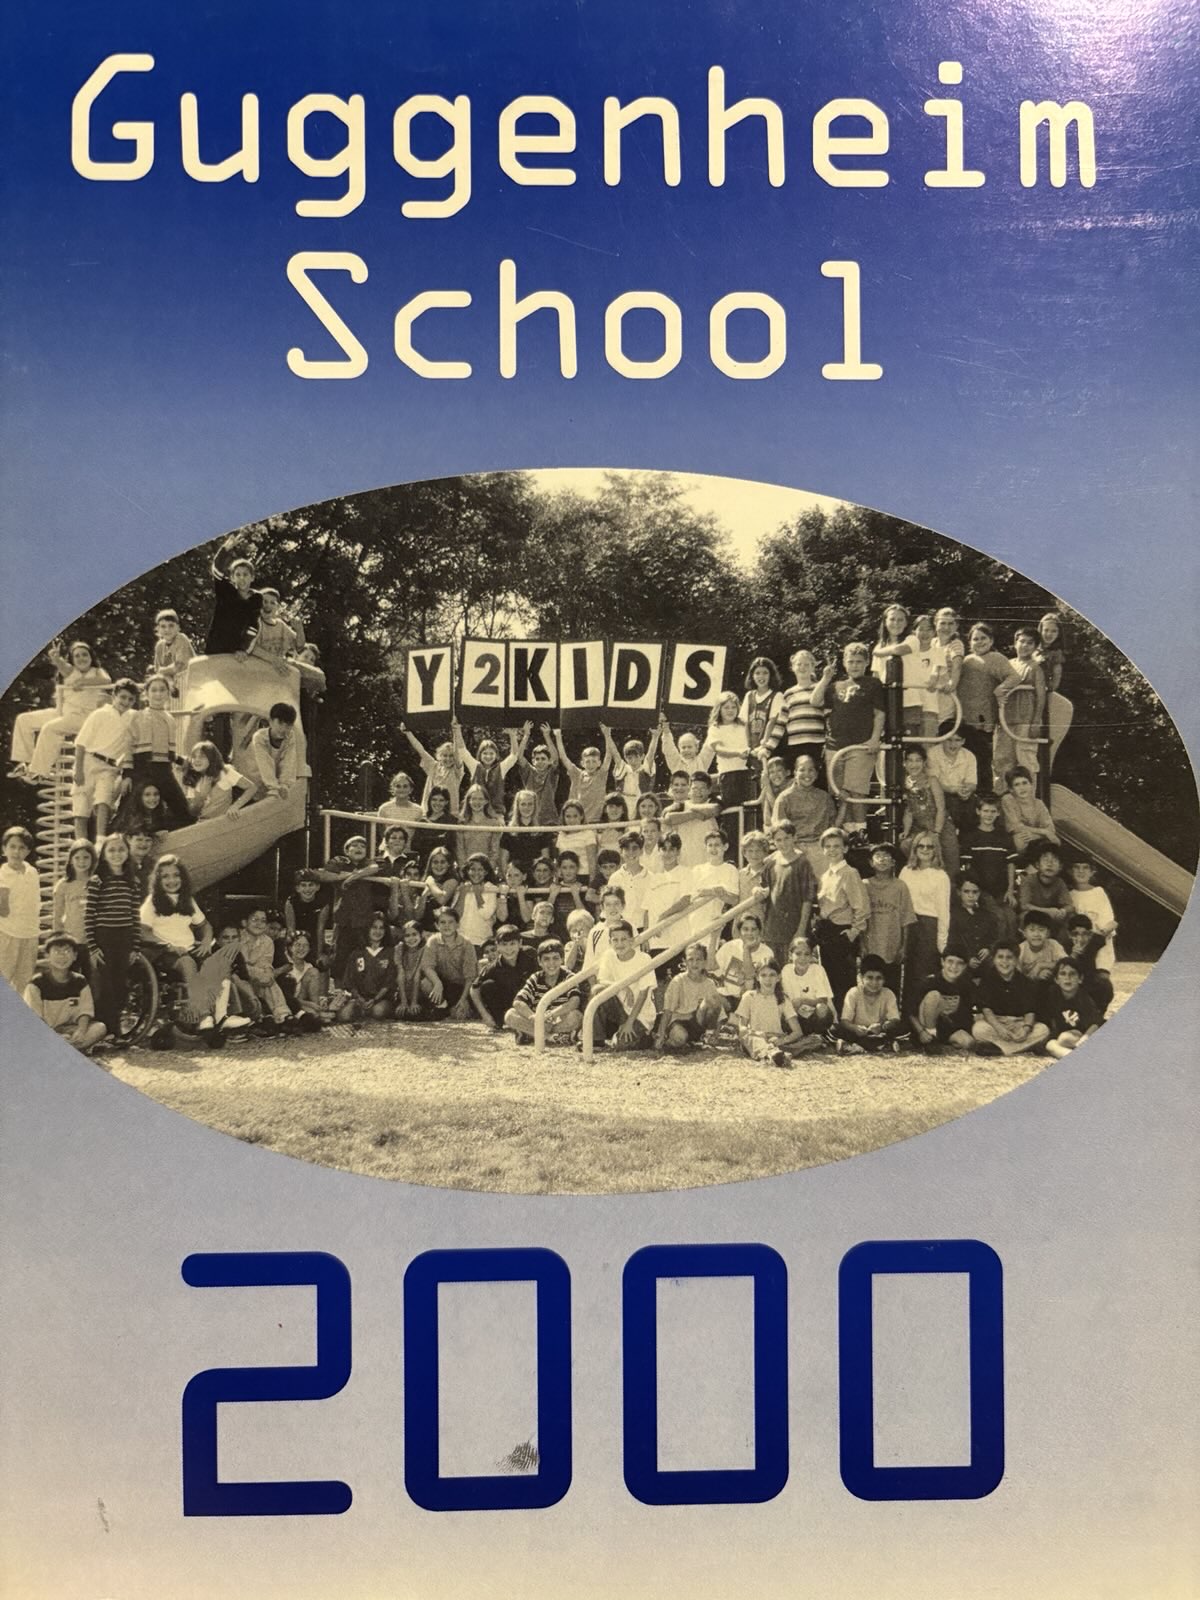 Guggenheim
School
Y2KIDS
2000